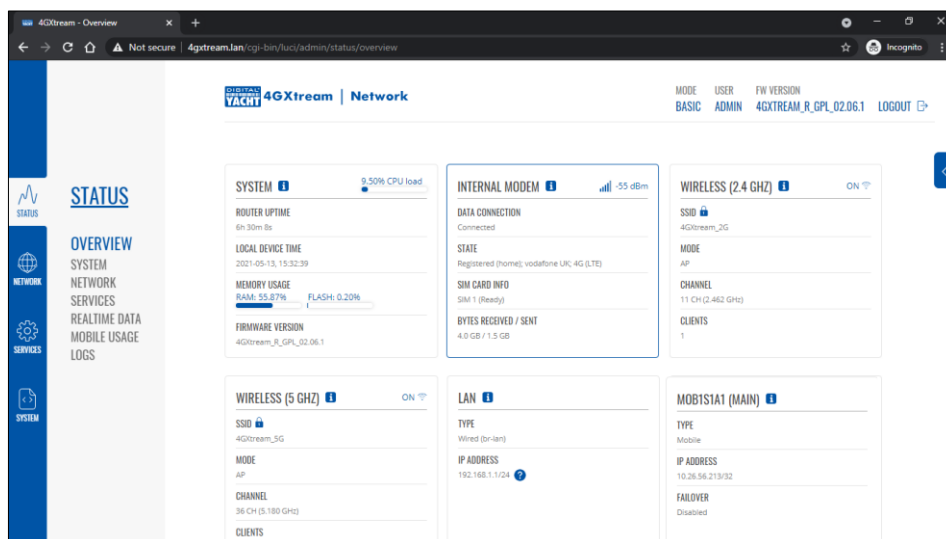 4GXtream - Overview
Not secure | 4gxtream.lan/cgi-bin/luci/admin/status/overview
Incognito
DIGITAL YACHT 4GXtream | Network
MODE USER FW VERSION
BASIC ADMIN 4GXTREAM_R_GPL_02.06.1 LOGOUT
STATUS
NETWORK
SERVICES
SYSTEM
STATUS
OVERVIEW
SYSTEM
NETWORK
SERVICES
REALTIME DATA
MOBILE USAGE
LOGS
SYSTEM 9.50% CPU load
ROUTER UPTIME
6h 30m 8s
LOCAL DEVICE TIME
2021-05-13, 15:32:39
MEMORY USAGE
RAM: 55.87% FLASH: 0.20%
FIRMWARE VERSION
4GXtream_R_GPL_02.06.1
INTERNAL MODEM -55 dBm
DATA CONNECTION
Connected
STATE
Registered (home); vodafone UK; 4G (LTE)
SIM CARD INFO
SIM 1 (Ready)
BYTES RECEIVED / SENT
4.0 GB / 1.5 GB
WIRELESS (2.4 GHZ) ON
SSID
4GXtream_2G
MODE
AP
CHANNEL
11 CH (2.462 GHz)
CLIENTS
1
WIRELESS (5 GHZ) ON
SSID
4GXtream_5G
MODE
AP
CHANNEL
36 CH (5.180 GHz)
CLIENTS
LAN
TYPE
Wired (br-lan)
IP ADDRESS
192.168.1.1/24
MOB1S1A1 (MAIN)
TYPE
Mobile
IP ADDRESS
10.26.56.213/32
FAILOVER
Disabled